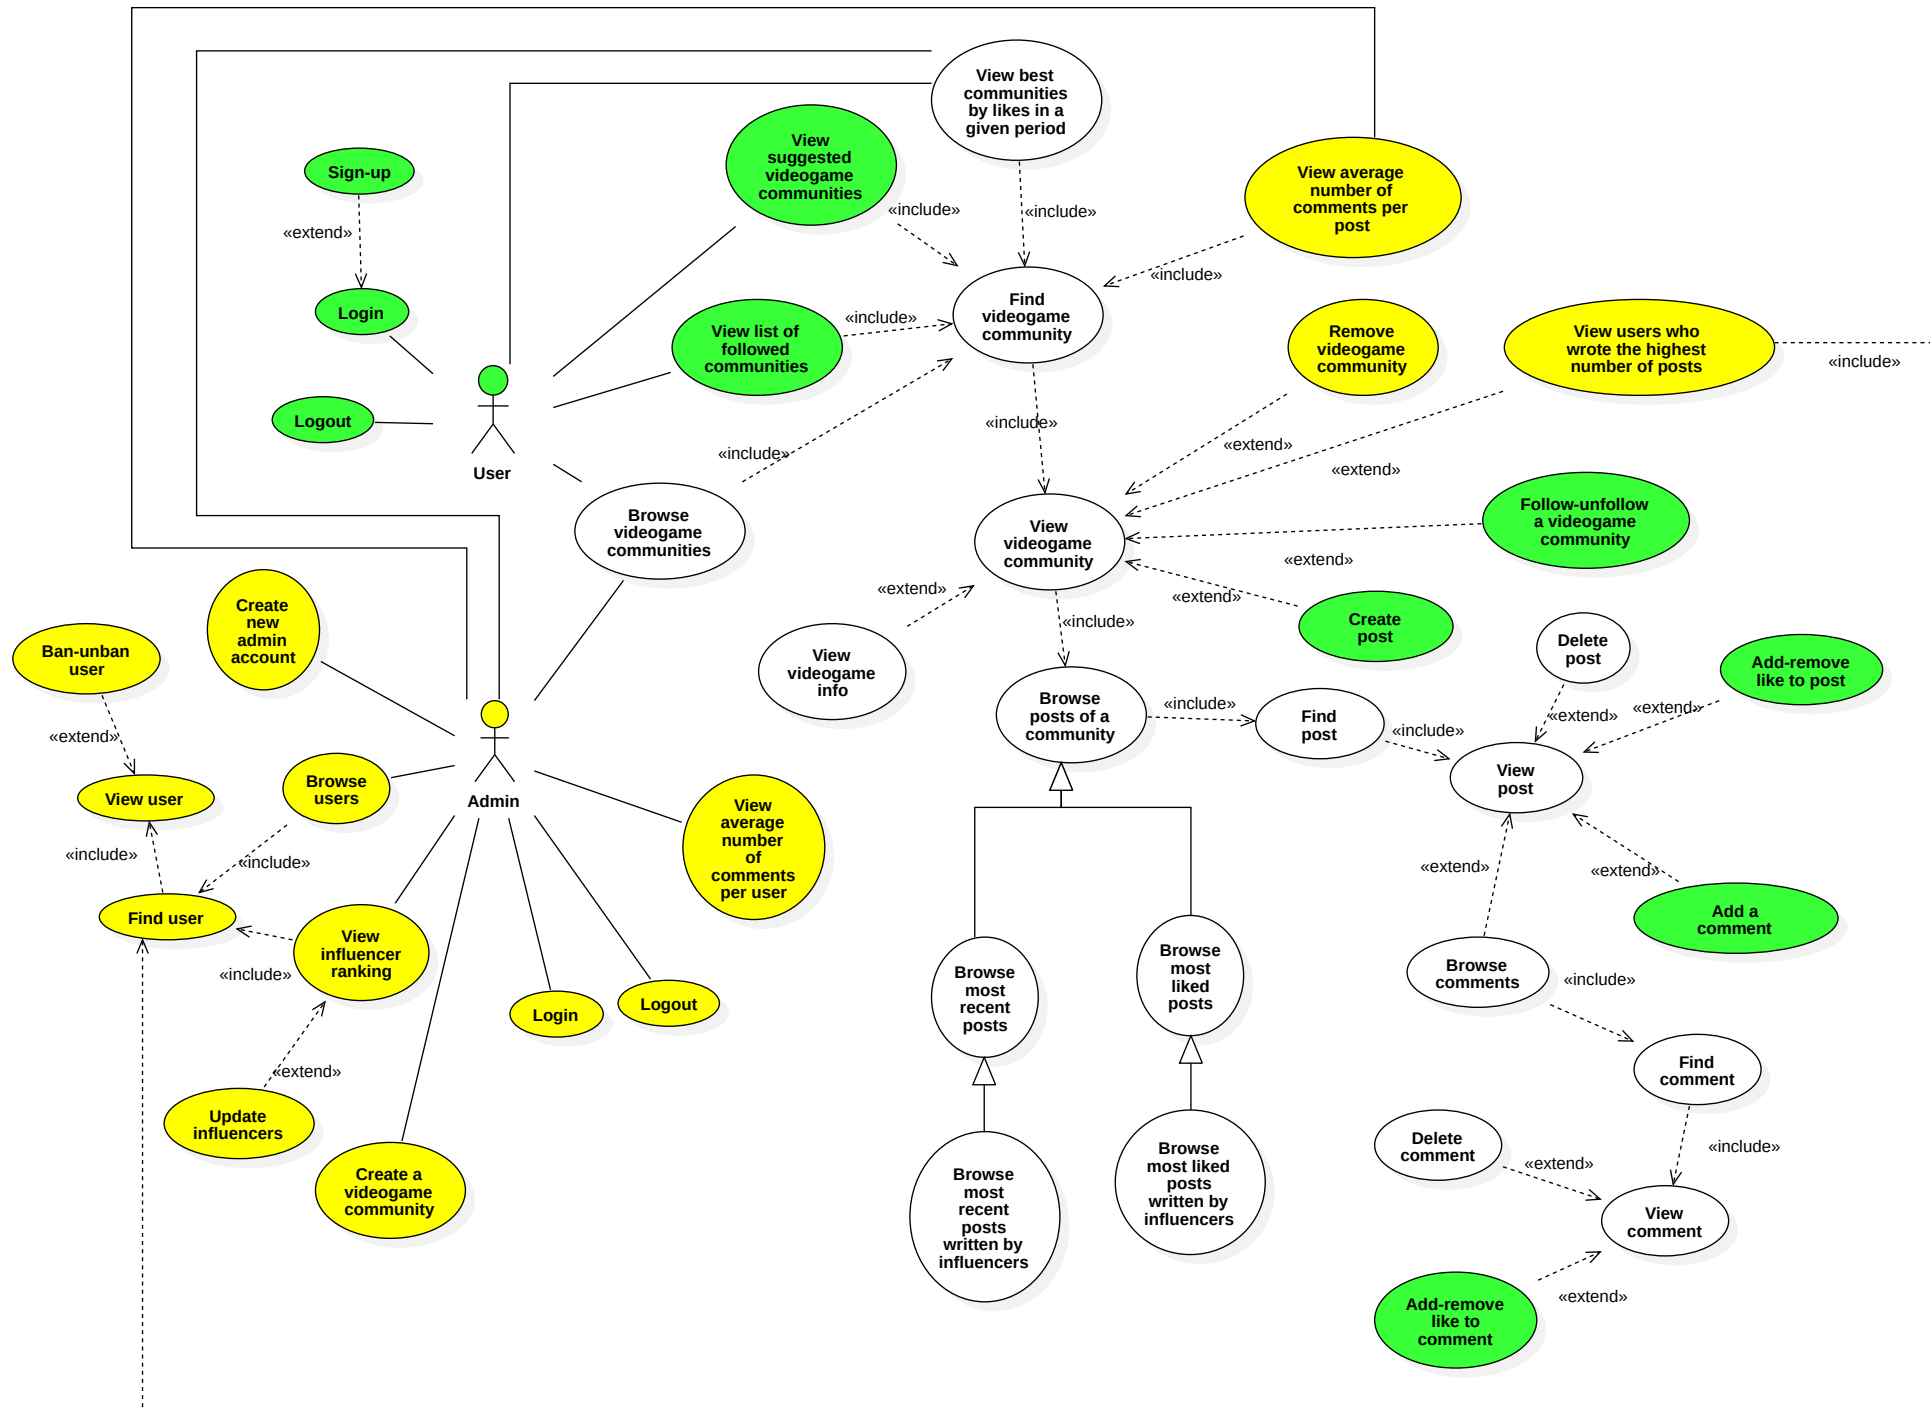 View best
communities
by likes in a
given period
View
suggested
videogame
communities
Sign-up
View average
number of
comments per
post
«include»
«include»
«extend»
«include»
Login
Find
videogame
community
View list of
followed
communities
«include»
Remove
videogame
community
View users who
wrote the highest
number of posts
«include»
Logout
User
«include»
«include»
«extend»
«extend»
Browse
videogame
communities
View
videogame
community
Follow-unfollow
a videogame
community
«extend»
«extend»
«extend»
«include»
Create
post
Create
new
admin
account
Ban-unban
user
View
videogame
info
Delete
post
Add-remove
like to post
Browse
posts of a
community
«include»
Find
post
«include»
«extend»
«extend»
«extend»
View user
Browse
users
Admin
View
post
View
average
number
of
comments
per user
«include»
«include»
«extend»
«extend»
Find user
View
influencer
ranking
«include»
Add a
comment
Browse
most
recent
posts
Browse
most
liked
posts
Browse
comments
«include»
Login
Logout
«extend»
Find
comment
Update
influencers
Create a
videogame
community
Browse
most
recent
posts
written by
influencers
Browse
most liked
posts
written by
influencers
Delete
comment
«extend»
«include»
View
comment
«extend»
Add-remove
like to
comment